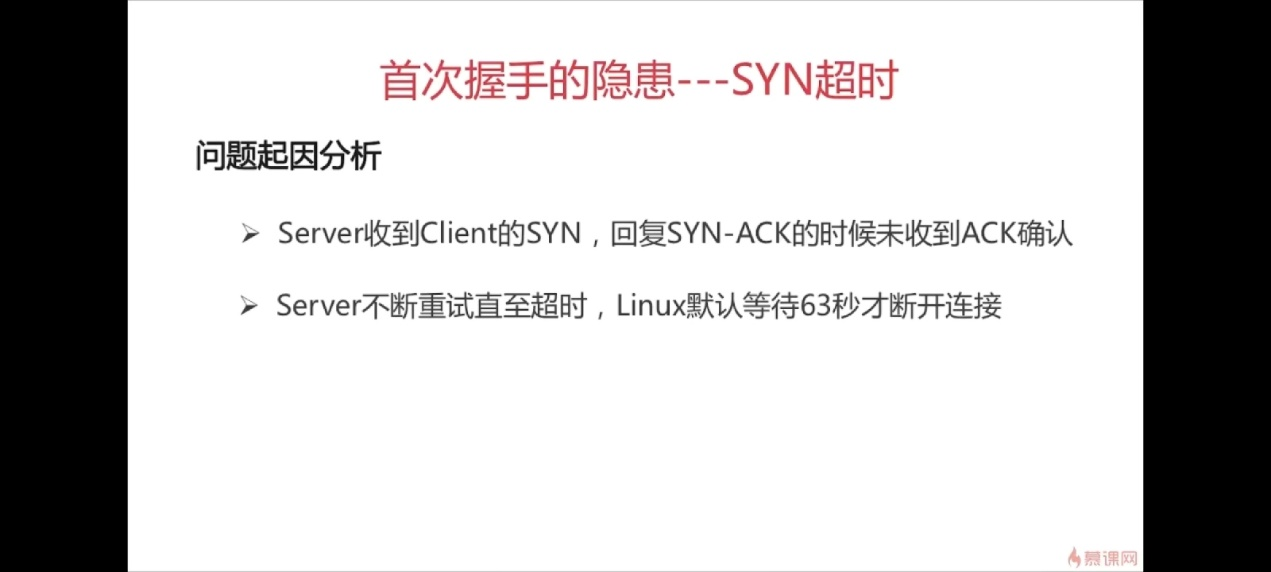 首次握手的隐患---SYN超时
问题起因分析
Server收到Client的SYN，回复SYN-ACK的时候未收到ACK确认
Server不断重试直至超时，Linux默认等待63秒才断开连接
慕课网